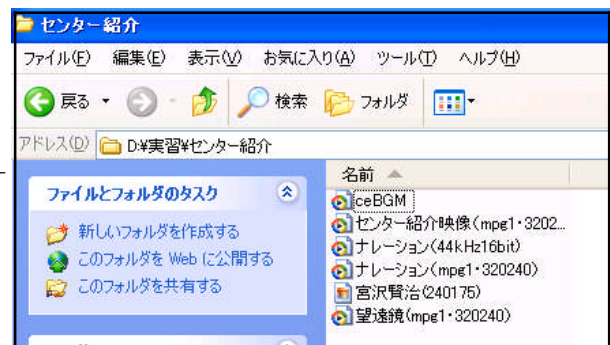 センター紹介
ファイル(F) 編集(E) 表示(V) お気に入り(A) ツール(T) ヘルプ(H)
戻る 検索 フォルダ
アドレス(D) D:¥実習¥センター紹介
名前
ファイルとフォルダのタスク
新しいフォルダを作成する
このフォルダを Web に公開する
このフォルダを共有する
ceBGM
センター紹介映像(mpg1・3202...
ナレーション(44kHz16bit)
ナレーション(mpg1・320240)
宮沢賢治(240175)
望遠鏡(mpg1・320240)